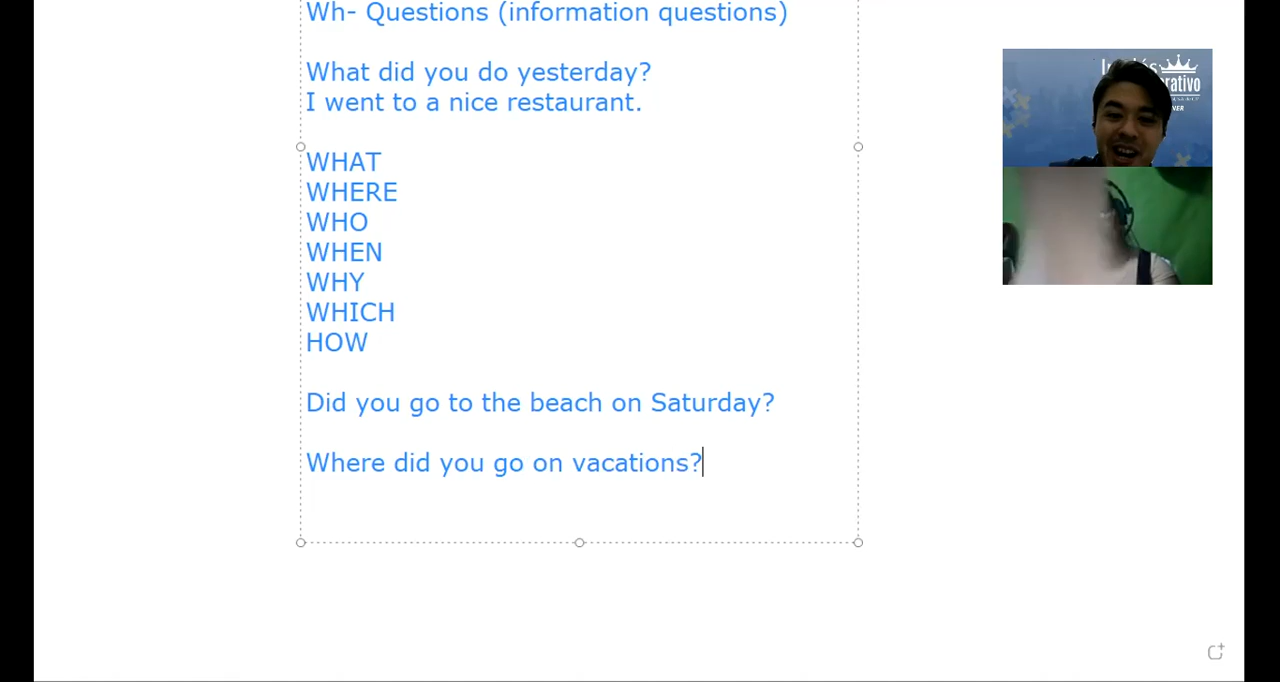 Wh- Questions (information questions)
What did you do yesterday?
I went to a nice restaurant.
WHAT
WHERE
WHO
WHEN
WHY
WHICH
HOW
Did you go to the beach on Saturday?
Where did you go on vacations?